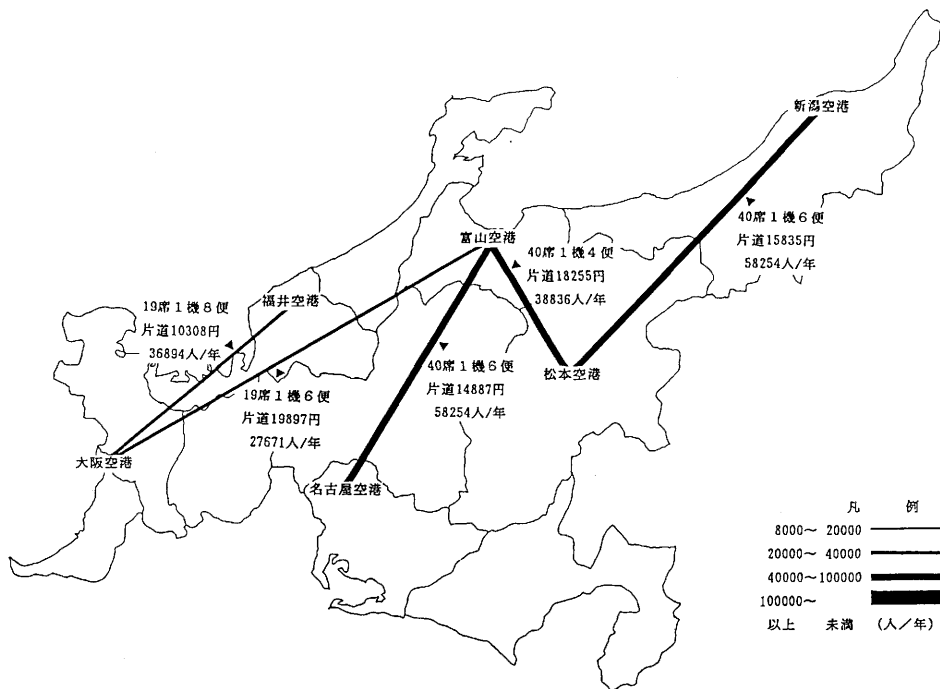 新潟空港
40席1機6便
片道15835円
58254人/年
富山空港
40席1機4便
片道18255円
38836人/年
福井空港
19席1機8便
片道10308円
36894人/年
40席1機6便
片道14887円
58254人/年
松本空港
19席1機6便
片道19897円
27671人/年
大阪空港
名古屋空港
凡 例
8000～ 20000
20000～ 40000
40000～100000
100000～
以上 未満 (人/年)